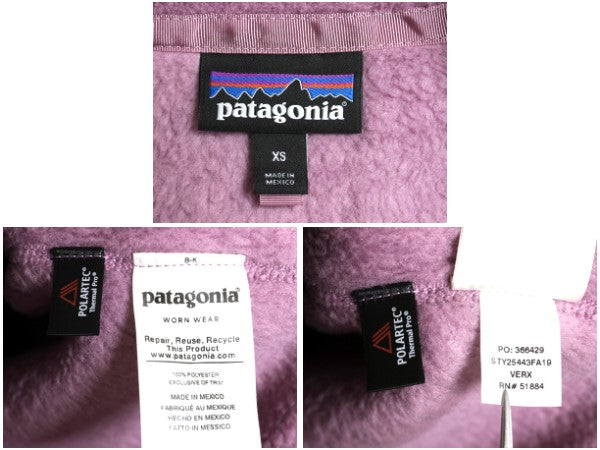 patagonia®
XS
MADE IN
MEXICO
POLARTEC®
Thermal Pro®
8-K
patagonia®
WORN WEAR
Repair, Reuse, Recycle
This Product
www.patagonia.com
100% POLYESTER
EXCLUSIVE OF TRIM
MADE IN MEXICO
FABRIQUÉ AU MEXIQUE
HECHO EN MEXICO
FATTO IN MESSICO
POLARTEC®
Thermal Pro®
PO: 366429
STY25443FA19
VERX
RN# 51884